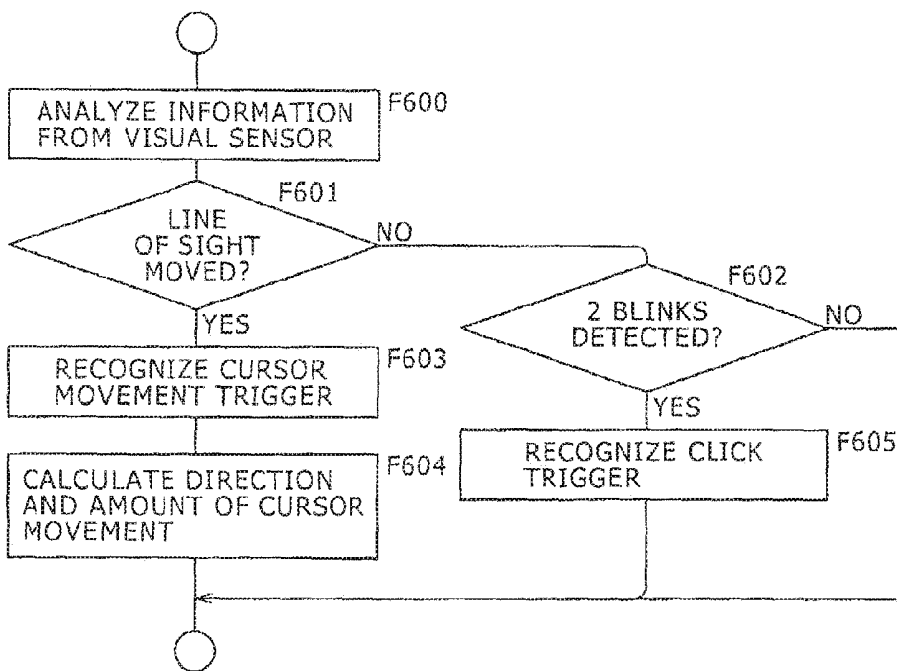 ANALYZE INFORMATION
FROM VISUAL SENSOR
F600
F601
LINE
OF SIGHT
MOVED?
NO
YES
F602
2 BLINKS
DETECTED?
NO
YES
RECOGNIZE CURSOR
MOVEMENT TRIGGER
F603
CALCULATE DIRECTION
AND AMOUNT OF CURSOR
MOVEMENT
F604
RECOGNIZE CLICK
TRIGGER
F605